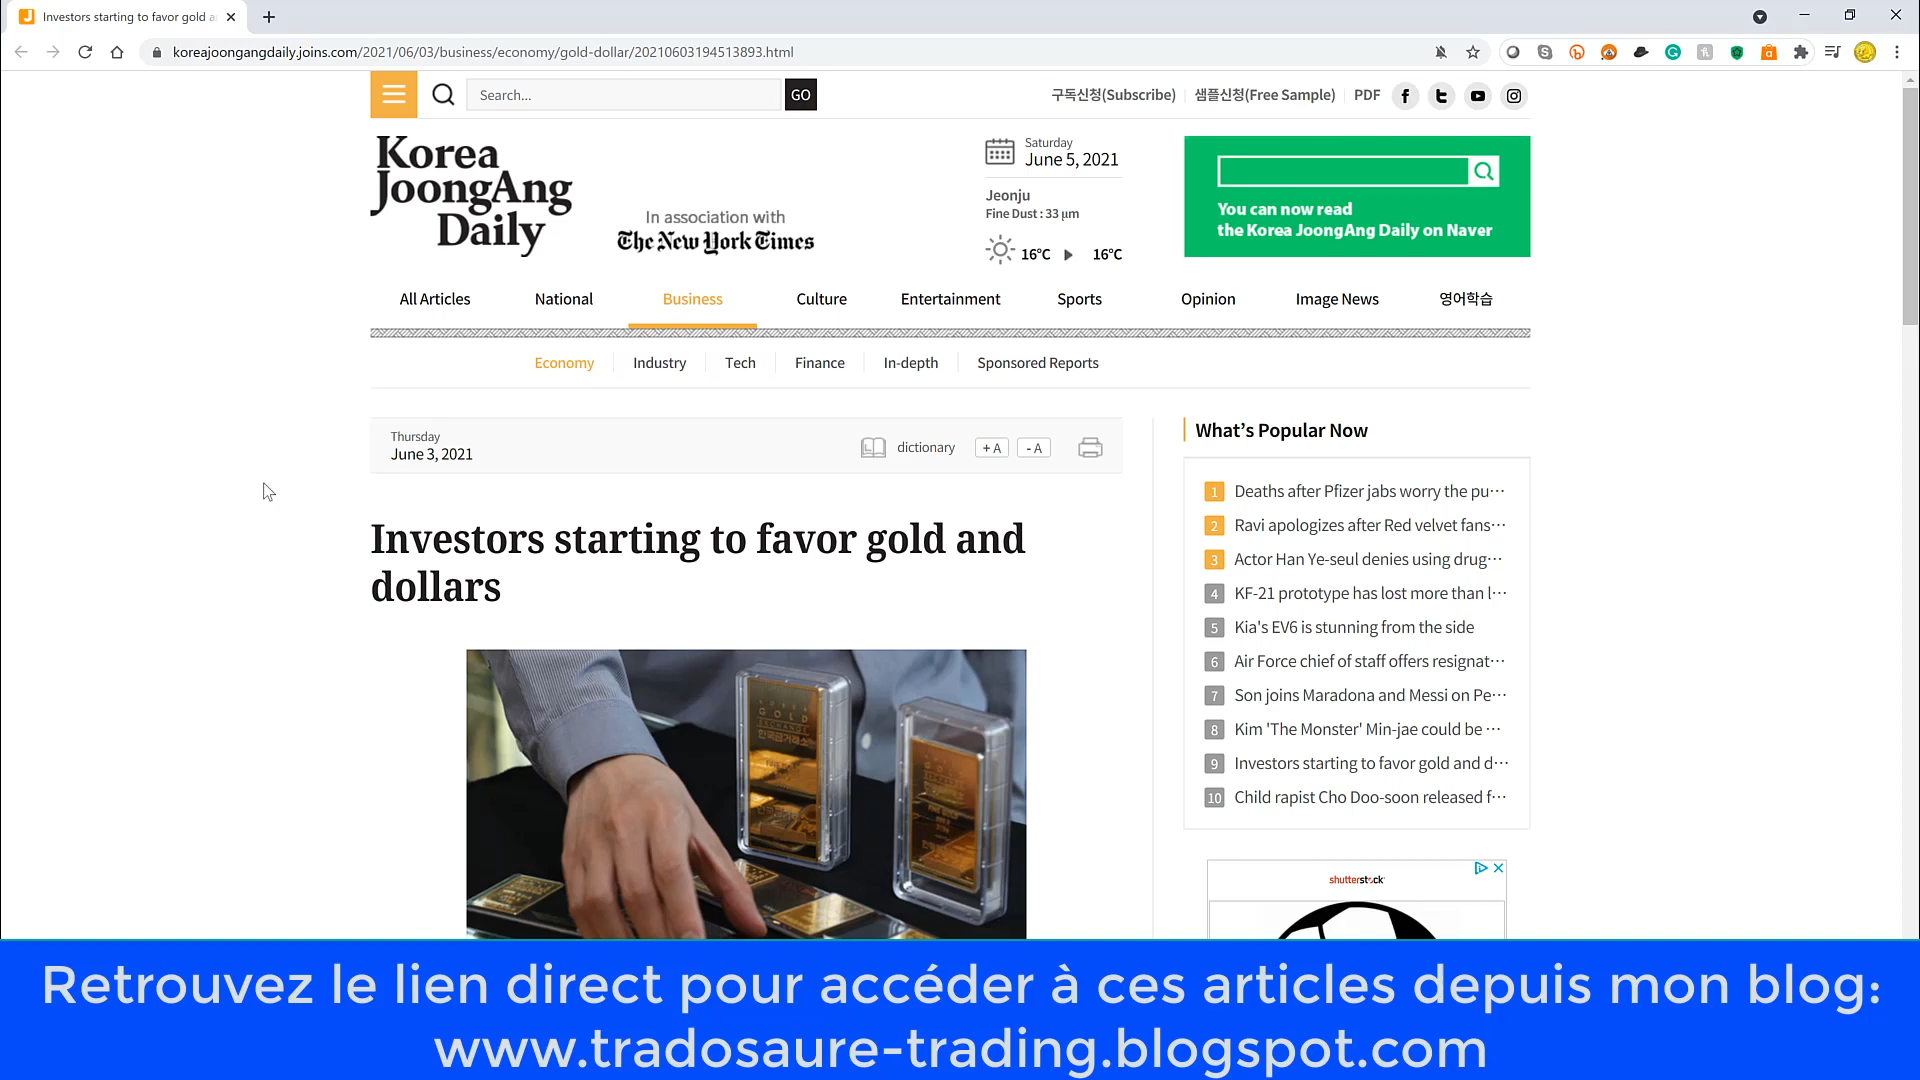 Investors starting to favor gold a
koreajoongangdaily.joins.com/2021/06/03/business/economy/gold-dollar/20210603194513893.html
Search...
GO
구독신청(Subscribe)
샘플신청(Free Sample)
PDF
Korea
JoongAng
Daily
In association with
The New York Times
Saturday
June 5, 2021
Jeonju
Fine Dust : 33 µm
16°C
16°C
You can now read
the Korea JoongAng Daily on Naver
All Articles
National
Business
Culture
Entertainment
Sports
Opinion
Image News
영어학습
Economy
Industry
Tech
Finance
In-depth
Sponsored Reports
Thursday
June 3, 2021
dictionary
+ A
- A
Investors starting to favor gold and
dollars
GOLD
EXCHANGE
한국금거래소
What's Popular Now
1 Deaths after Pfizer jabs worry the pu···
2 Ravi apologizes after Red velvet fans···
3 Actor Han Ye-seul denies using drug···
4 KF-21 prototype has lost more than l···
5 Kia's EV6 is stunning from the side
6 Air Force chief of staff offers resignat···
7 Son joins Maradona and Messi on Pe···
8 Kim 'The Monster' Min-jae could be ···
9 Investors starting to favor gold and d···
10 Child rapist Cho Doo-soon released f···
shutterstock
Retrouvez le lien direct pour accéder à ces articles depuis mon blog:
www.tradosaure-trading.blogspot.com